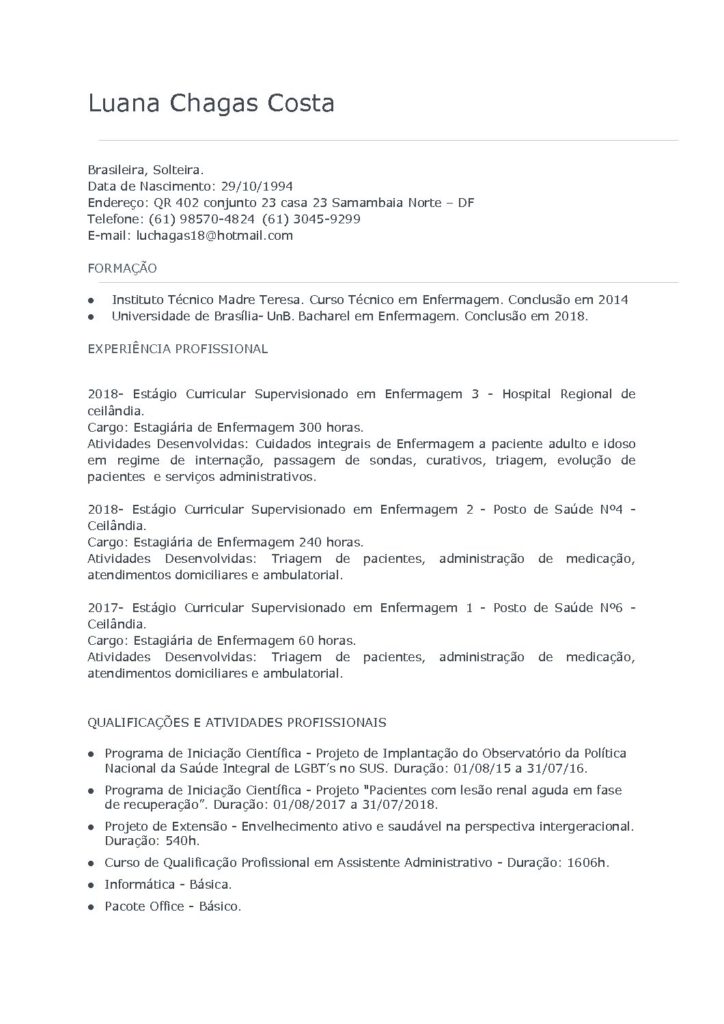 Luana Chagas Costa
Brasileira, Solteira.
Data de Nascimento: 29/10/1994
Endereço: QR 402 conjunto 23 casa 23 Samambaia Norte – DF
Telefone: (61) 98570-4824 (61) 3045-9299
E-mail: luchagas18@hotmail.com
FORMAÇÃO
● Instituto Técnico Madre Teresa. Curso Técnico em Enfermagem. Conclusão em 2014
● Universidade de Brasília- UnB. Bacharel em Enfermagem. Conclusão em 2018.
EXPERIÊNCIA PROFISSIONAL
2018- Estágio Curricular Supervisionado em Enfermagem 3 - Hospital Regional de
ceilândia.
Cargo: Estagiária de Enfermagem 300 horas.
Atividades Desenvolvidas: Cuidados integrais de Enfermagem a paciente adulto e idoso
em regime de internação, passagem de sondas, curativos, triagem, evolução de
pacientes e serviços administrativos.
2018- Estágio Curricular Supervisionado em Enfermagem 2 - Posto de Saúde Nº4 -
Ceilândia.
Cargo: Estagiária de Enfermagem 240 horas.
Atividades Desenvolvidas: Triagem de pacientes, administração de medicação,
atendimentos domiciliares e ambulatorial.
2017- Estágio Curricular Supervisionado em Enfermagem 1 - Posto de Saúde Nº6 -
Ceilândia.
Cargo: Estagiária de Enfermagem 60 horas.
Atividades Desenvolvidas: Triagem de pacientes, administração de medicação,
atendimentos domiciliares e ambulatorial.
QUALIFICAÇÕES E ATIVIDADES PROFISSIONAIS
● Programa de Iniciação Científica - Projeto de Implantação do Observatório da Política
Nacional da Saúde Integral de LGBT’s no SUS. Duração: 01/08/15 a 31/07/16.
● Programa de Iniciação Científica - Projeto "Pacientes com lesão renal aguda em fase
de recuperação”. Duração: 01/08/2017 a 31/07/2018.
● Projeto de Extensão - Envelhecimento ativo e saudável na perspectiva intergeracional.
Duração: 540h.
● Curso de Qualificação Profissional em Assistente Administrativo - Duração: 1606h.
● Informática - Básica.
● Pacote Office - Básico.